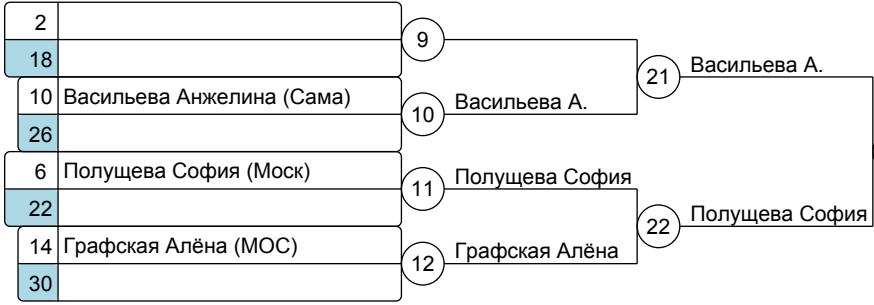 2
9
18
21 Васильева А.
10 Васильева Анжелина (Сама)
10 Васильева А.
26
6 Полущева София (Моск)
11 Полущева София
22
22 Полущева София
14 Графская Алёна (МОС)
12 Графская Алёна
30